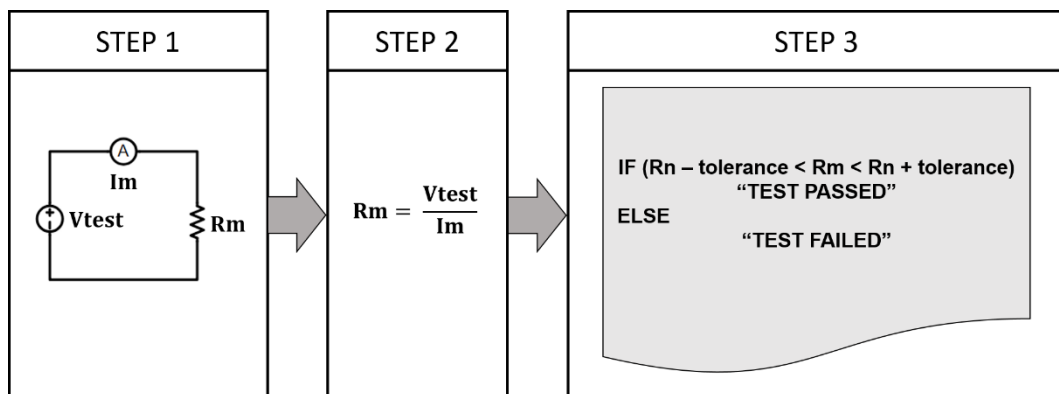 STEP 1
A
Im
Vtest
Rm
STEP 2
Rm = Vtest
Im
STEP 3
IF (Rn – tolerance < Rm < Rn + tolerance)
“TEST PASSED”
ELSE
“TEST FAILED”